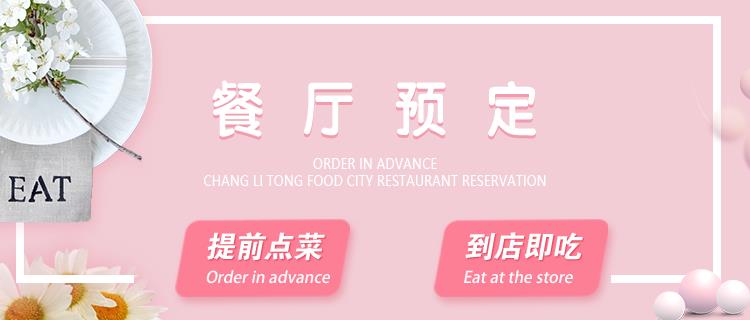 餐厅预定
ORDER IN ADVANCE
CHANG LI TONG FOOD CITY RESTAURANT RESERVATION
EAT
提前点菜
Order in advance
到店即吃
Eat at the store